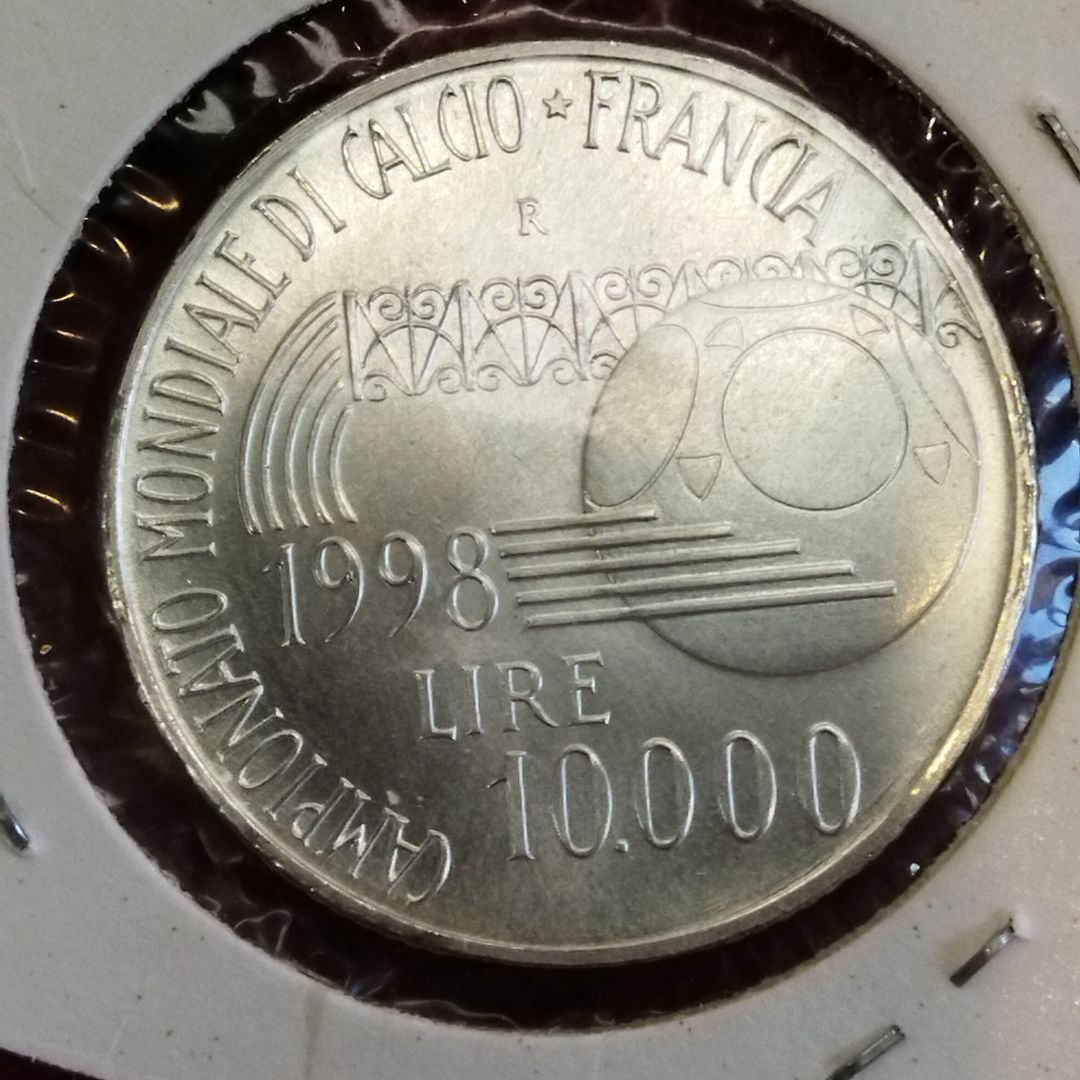 CAMPIONATO MONDIALE DI CALCIO ★ FRANCIA
R
1998
LIRE
10.000